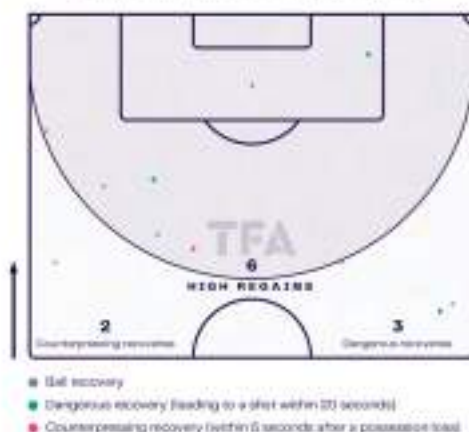 TFA
6
HIGH REGAINS
2
3
Counterpressing recoveries
Dangerous recoveries
Ball recovery
Dangerous recovery (leading to a shot within 20 seconds)
Counterpressing recovery (within 5 seconds after a possession loss)